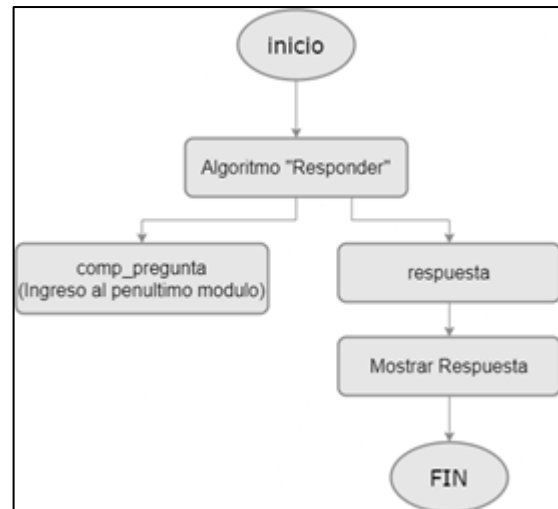 inicio
Algoritmo "Responder"
comp_pregunta
(Ingreso al penultimo modulo)
respuesta
Mostrar Respuesta
FIN